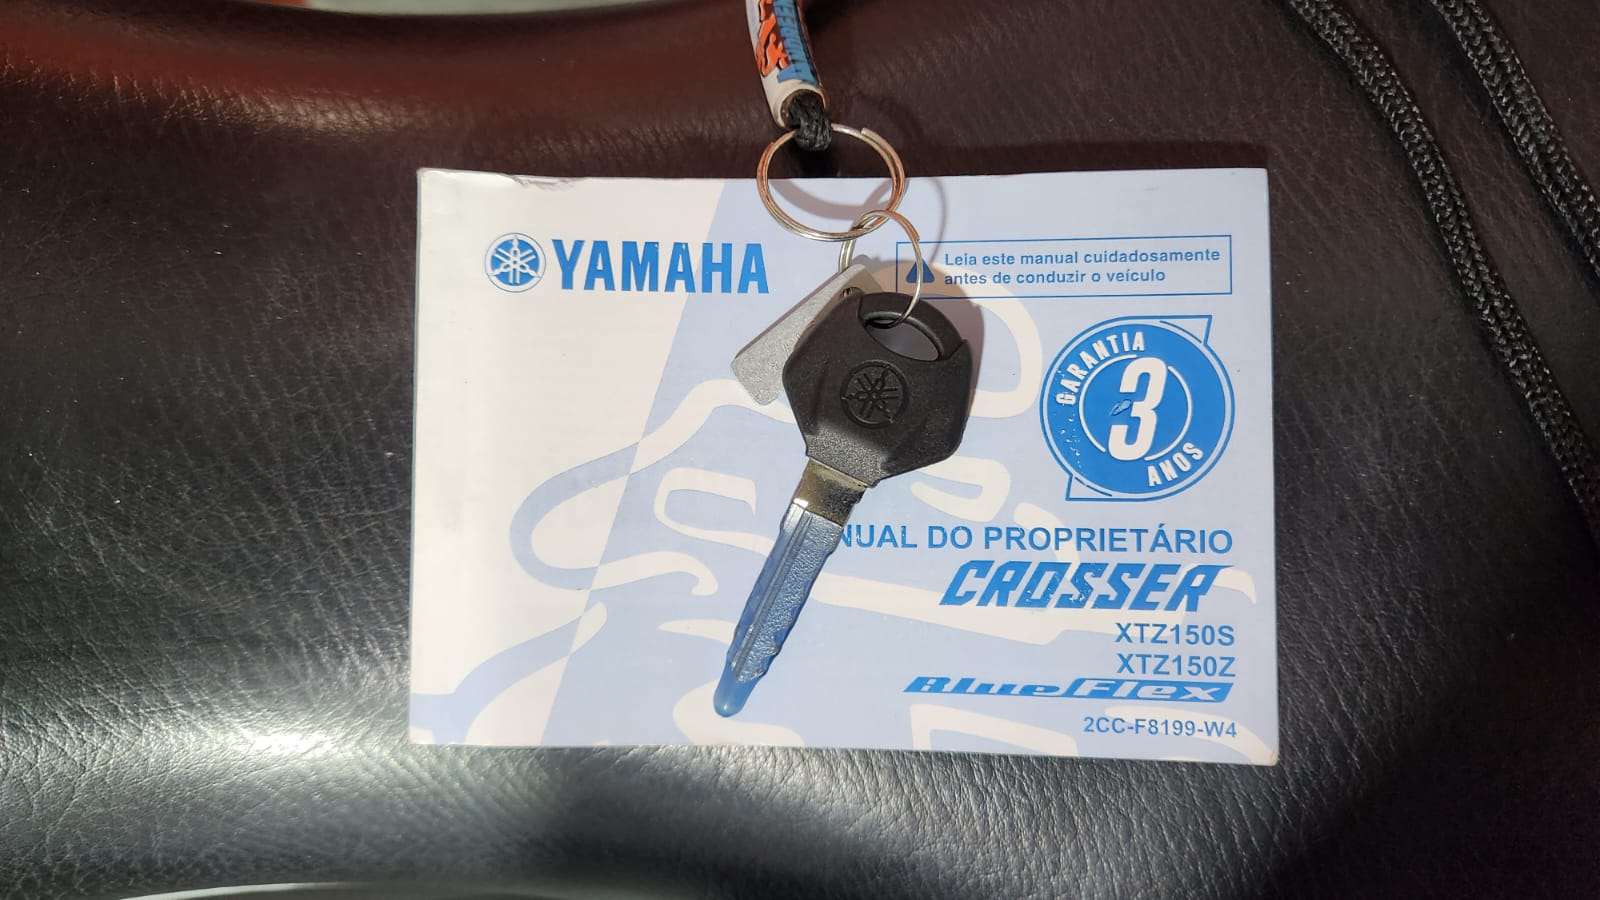 YAMAHA
Leia este manual cuidadosamente
antes de conduzir o veículo
GARANTIA
3
ANOS
NUAL DO PROPRIETÁRIO
CROSSER
XTZ150S
XTZ150Z
BlueFlex
2CC-F8199-W4